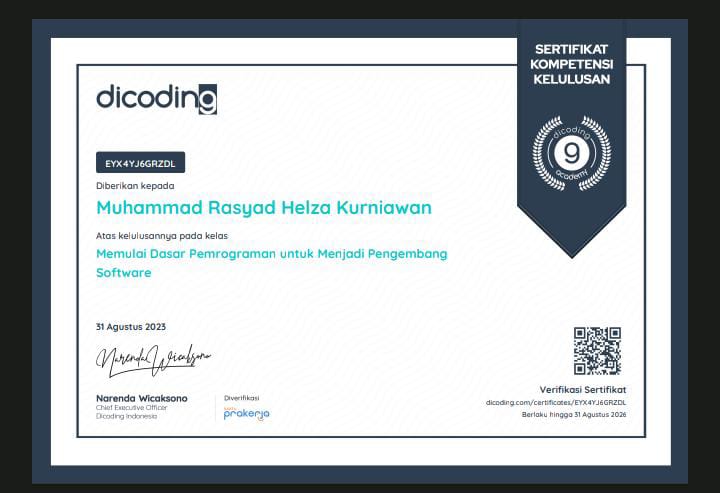 SERTIFIKAT
KOMPETENSI
KELULUSAN
dicoding
dicoding
academy
EYX4YJ6GRZDL
Diberikan kepada
Muhammad Rasyad Helza Kurniawan
Atas kelulusannya pada kelas
Memulai Dasar Pemrograman untuk Menjadi Pengembang
Software
31 Agustus 2023
Narenda Wicaksono
Narenda Wicaksono
Chief Executive Officer
Dicoding Indonesia
Diverifikasi
prakerja
Verifikasi Sertifikat
dicoding.com/certificates/EYX4YJ6GRZDL
Berlaku hingga 31 Agustus 2026